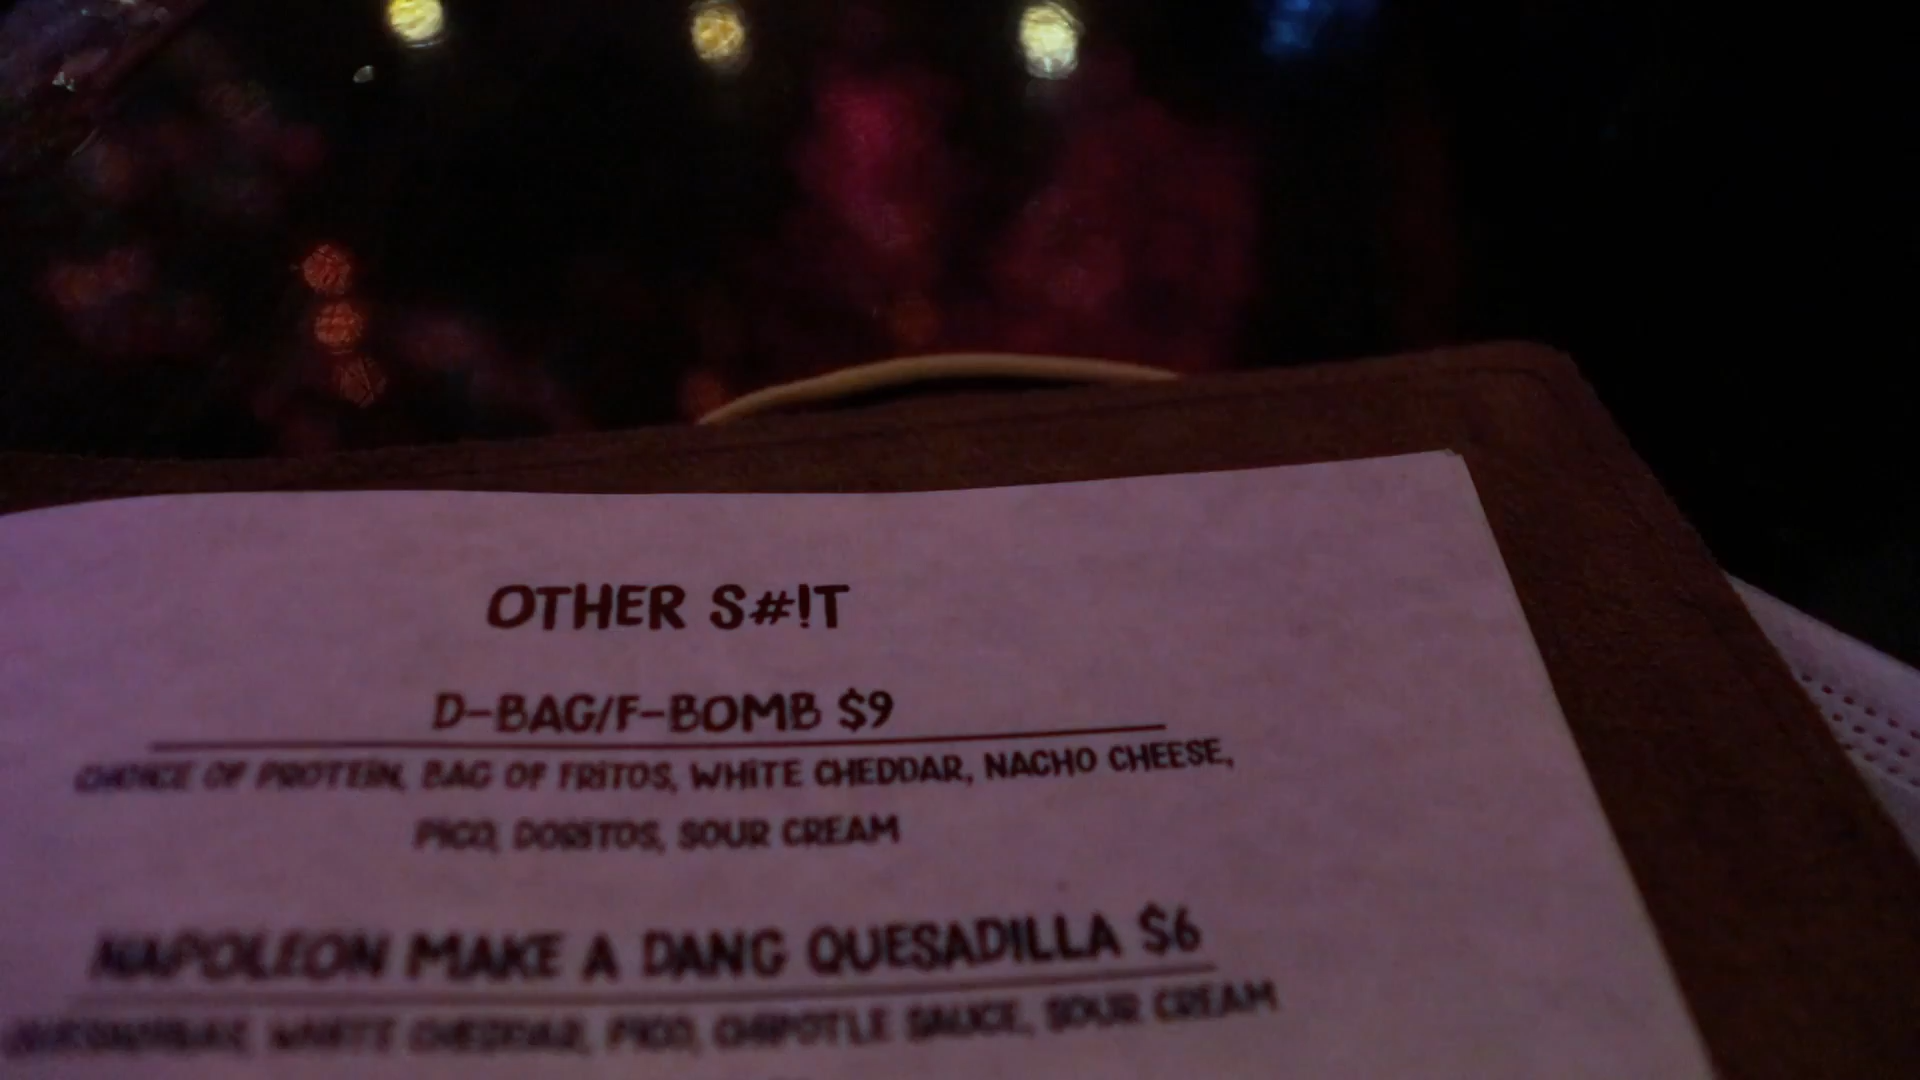 OTHER S#!T
D-BAG/F-BOMB $9
CHOICE OF PROTEIN, BAG OF FRITOS, WHITE CHEDDAR, NACHO CHEESE,
PICO, DORITOS, SOUR CREAM
NAPOLEON MAKE A DANG QUESADILLA $6
WHITE CHEDDAR, PICO, CHIPOTLE SAUCE, SOUR CREAM